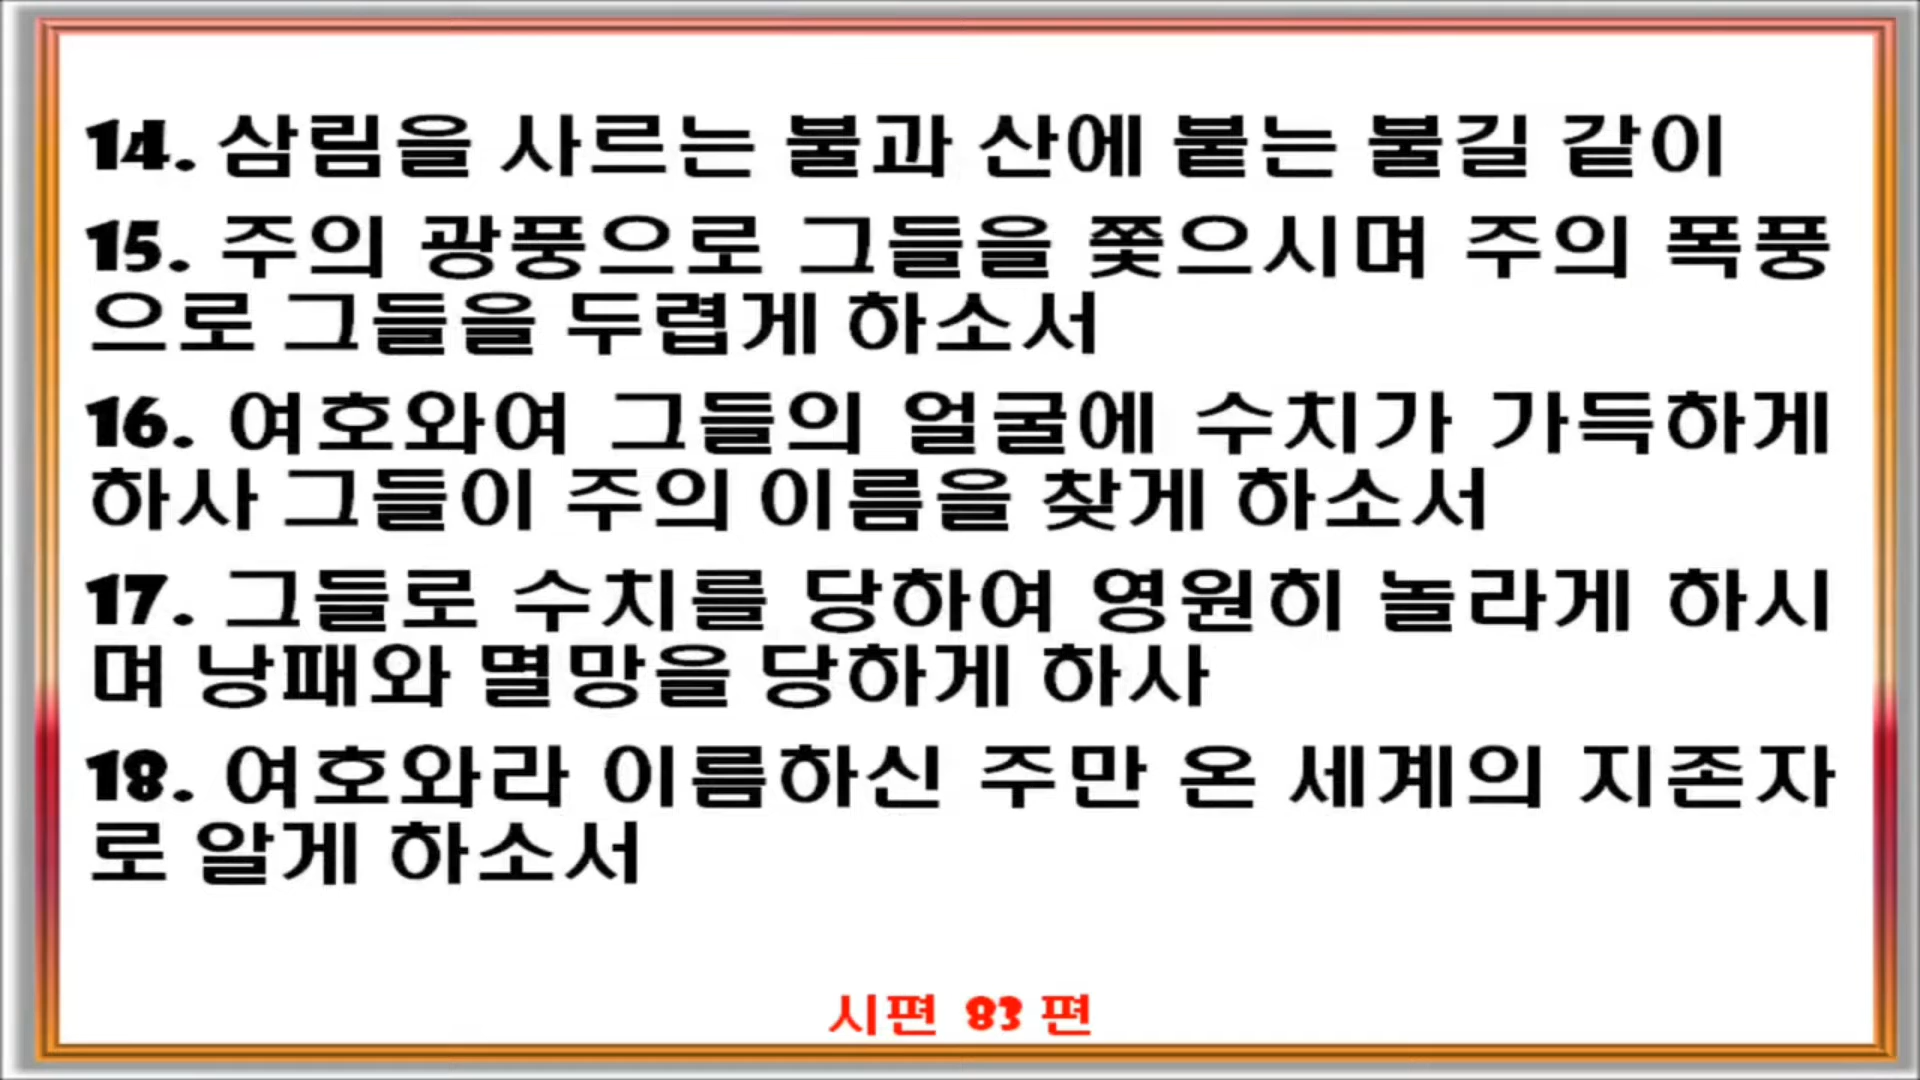 14. 삼림을 사르는 불과 산에 붙는 불길 같이
15. 주의 광풍으로 그들을 쫓으시며 주의 폭풍
으로 그들을 두렵게 하소서
16. 여호와여 그들의 얼굴에 수치가 가득하게
하사 그들이 주의 이름을 찾게 하소서
17. 그들로 수치를 당하여 영원히 놀라게 하시
며 낭패와 멸망을 당하게 하사
18. 여호와라 이름하신 주만 온 세계의 지존자
로 알게 하소서
시편 83 편